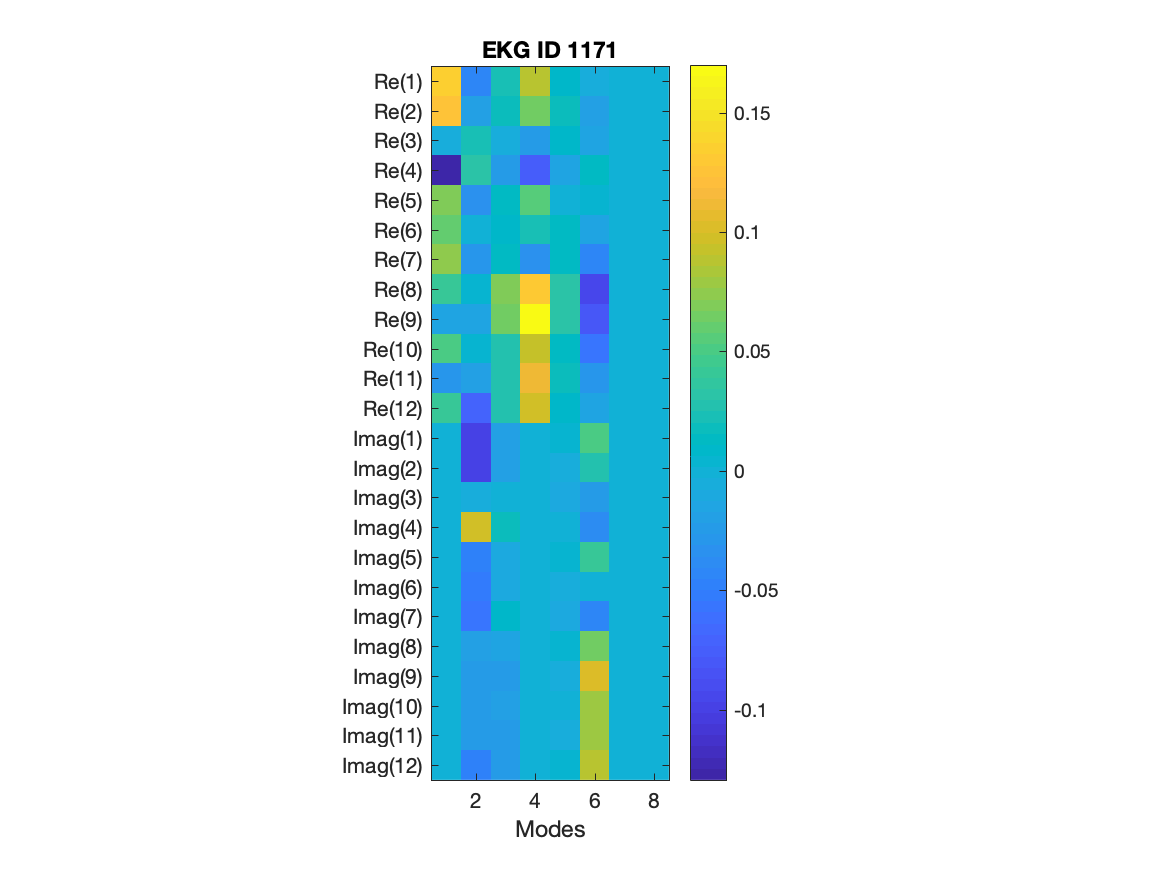 EKG ID 1171
Re(1)
Re(2)
Re(3)
Re(4)
Re(5)
Re(6)
Re(7)
Re(8)
Re(9)
Re(10)
Re(11)
Re(12)
Imag(1)
Imag(2)
Imag(3)
Imag(4)
Imag(5)
Imag(6)
Imag(7)
Imag(8)
Imag(9)
Imag(10)
Imag(11)
Imag(12)
2 4 6 8
Modes
0.15
0.1
0.05
0
-0.05
-0.1